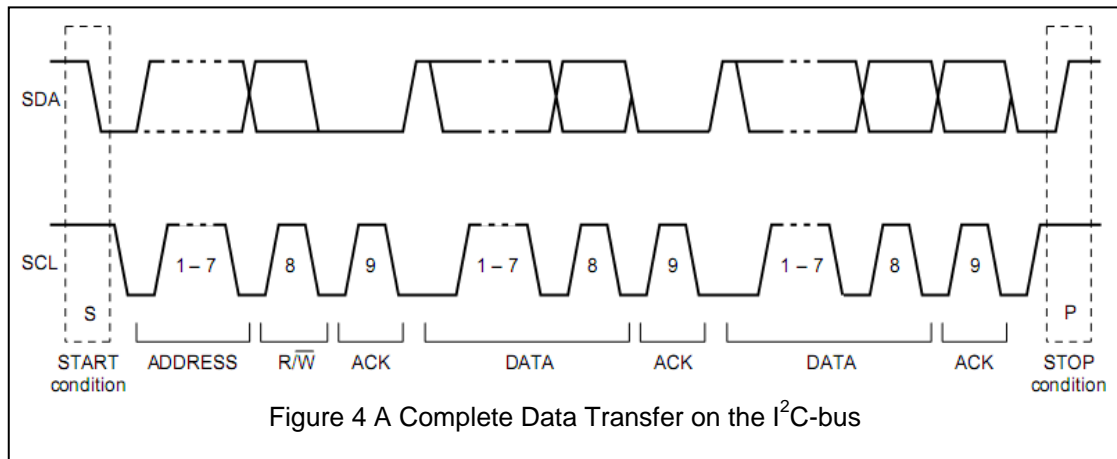 SDA
SCL
1 – 7 8 9 1 – 7 8 9 1 – 7 8 9
S P
START condition ADDRESS R/W̅ ACK DATA ACK DATA ACK STOP condition
Figure 4 A Complete Data Transfer on the I²C-bus